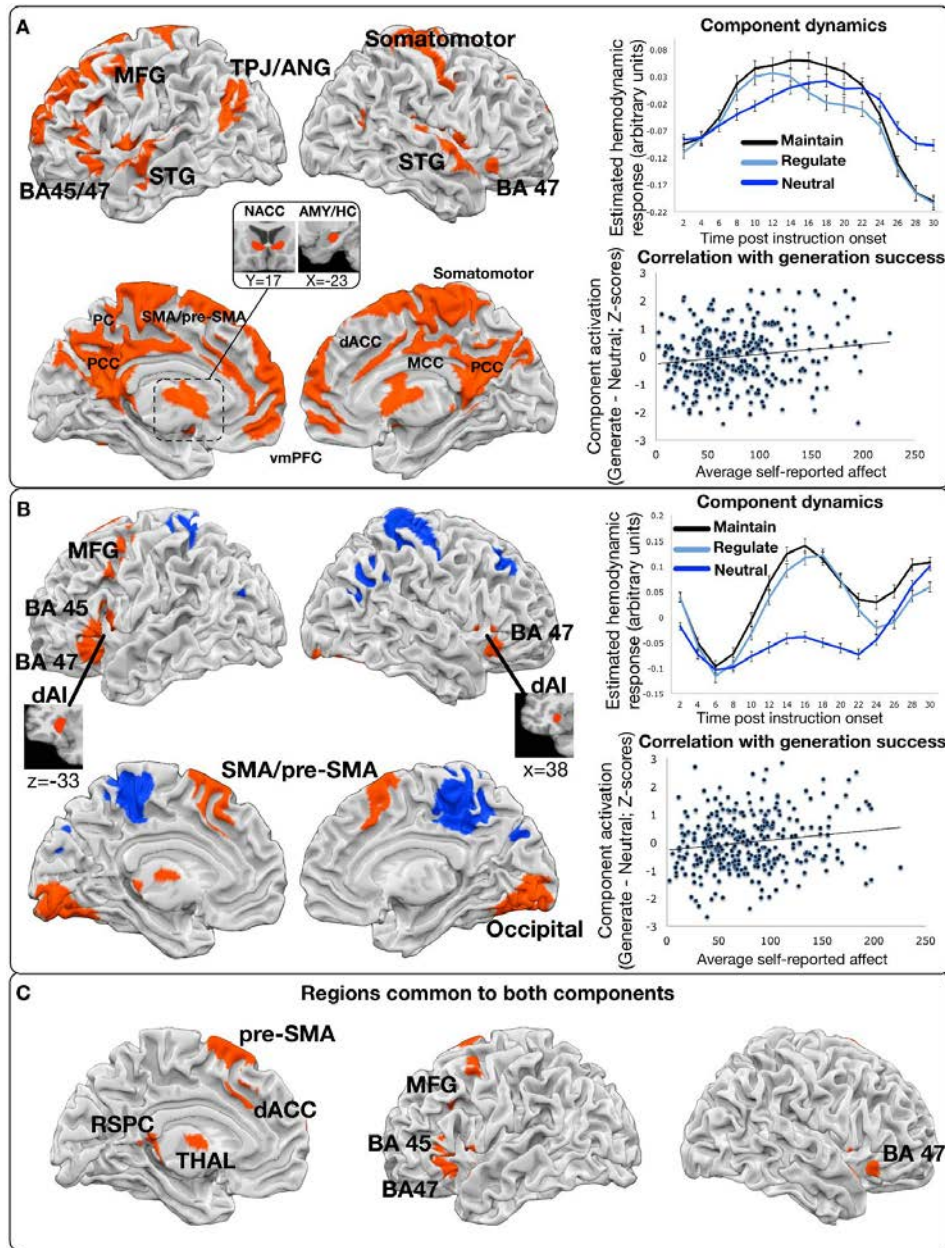 A
MFG
TPJ/ANG
BA45/47
STG
Somatomotor
STG
BA 47
NACC
AMY/HC
Y=17
X=-23
PC
SMA/pre-SMA
PCC
vmPFC
Somatomotor
dACC
MCC
PCC
Component dynamics
Estimated hemodynamic
response (arbitrary units)
0.08
0.03
-0.07
-0.12
-0.22
Maintain
Regulate
Neutral
2 4 6 8 10 12 14 16 18 20 22 24 26 28 30
Time post instruction onset
Correlation with generation success
Component activation
(Generate - Neutral; Z-scores)
3
2
1
0
-1
-2
-3
0 50 100 150 200 250
Average self-reported affect
B
MFG
BA 45
BA 47
dAI
z=-33
BA 47
dAI
x=38
SMA/pre-SMA
Occipital
Component dynamics
Estimated hemodynamic
response (arbitrary units)
0.2
0.15
0.1
0.05
0
-0.05
-0.1
-0.15
Maintain
Regulate
Neutral
2 4 6 8 10 12 14 16 18 20 22 24 26 28 30
Time post instruction onset
Correlation with generation success
Component activation
(Generate - Neutral; Z-scores)
3
2
1
0
-1
-2
-3
0 50 100 150 200 250
Average self-reported affect
C
Regions common to both components
pre-SMA
dACC
RSPC
THAL
MFG
BA 45
BA47
BA 47